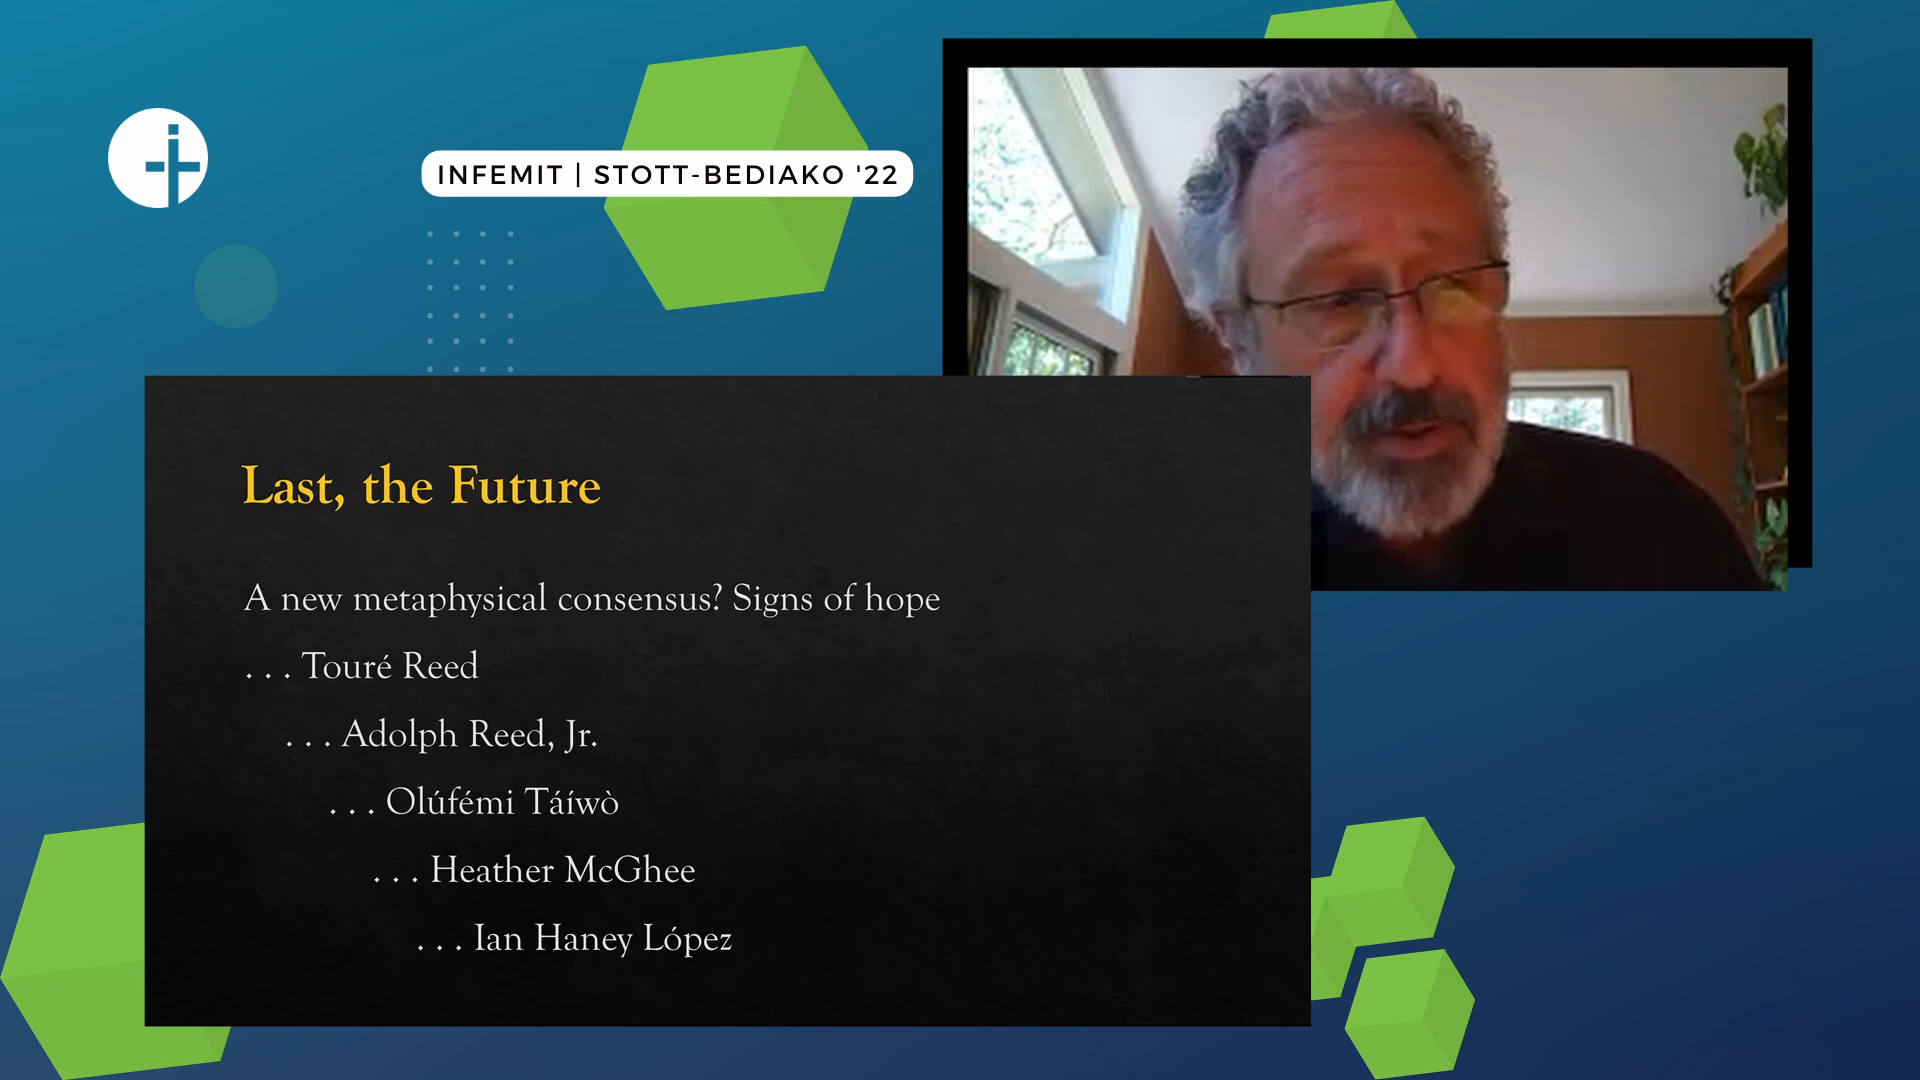 INFEMIT | STOTT-BEDIAKO '22
Last, the Future
A new metaphysical consensus? Signs of hope
. . . Touré Reed
. . . Adolph Reed, Jr.
. . . Olúfémi Táíwò
. . . Heather McGhee
. . . Ian Haney López